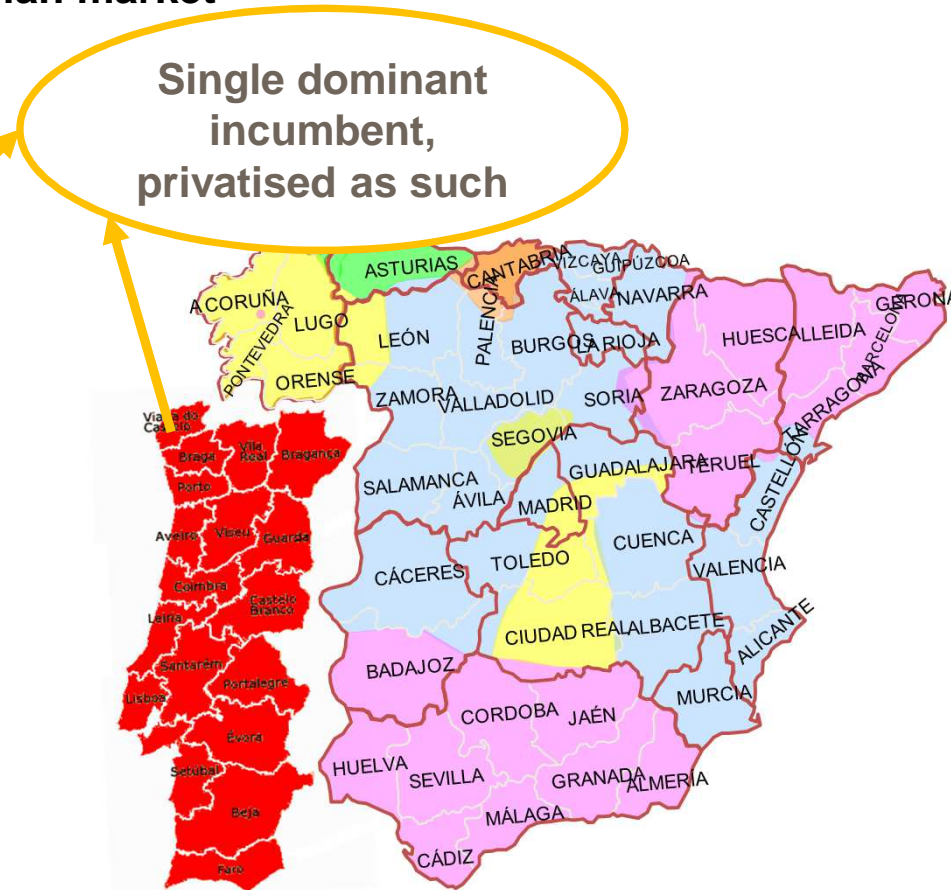 Single dominant
incumbent,
privatised as such
ASTURIAS
CANTABRIA
VIZCAYA
GUIPÚZCOA
A CORUÑA
LUGO
PONTEVEDRA
ORENSE
LEÓN
PALENCIA
BURGOS
ÁLAVA
NAVARRA
LA RIOJA
HUESCA
LLEIDA
GERONA
BARCELONA
TARRAGONA
ZAMORA
VALLADOLID
SORIA
ZARAGOZA
SEGOVIA
SALAMANCA
ÁVILA
MADRID
GUADALAJARA
TERUEL
CASTELLÓN
CÁCERES
TOLEDO
CUENCA
VALENCIA
CIUDAD REAL
ALBACETE
ALICANTE
BADAJOZ
MURCIA
CORDOBA
JAÉN
HUELVA
SEVILLA
GRANADA
ALMERÍA
MÁLAGA
CÁDIZ
Braga
Vila
Real
Bragança
Porto
Aveiro
Viseu
Guarda
Coimbra
Castelo
Branco
Leiria
Santarém
Lisboa
Portalegre
Évora
Setúbal
Beja
Faro